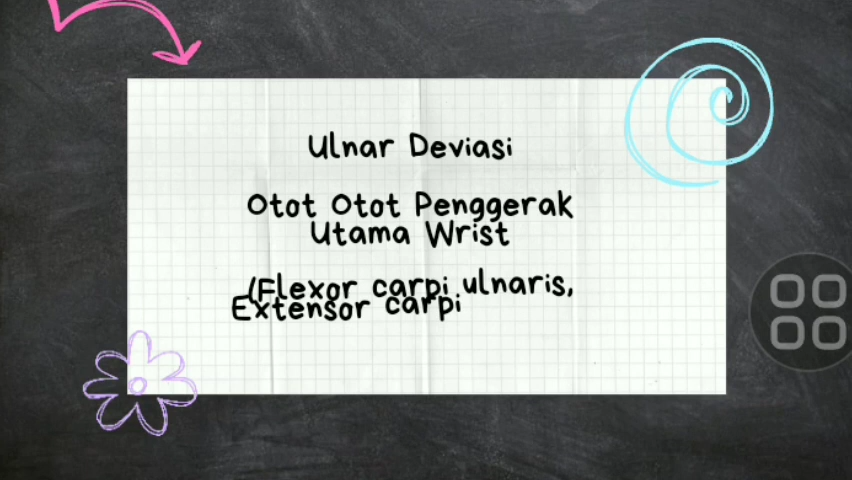 Ulnar Deviasi
Otot Otot Penggerak
Utama Wrist
(Flexor carpi ulnaris,
Extensor carpi